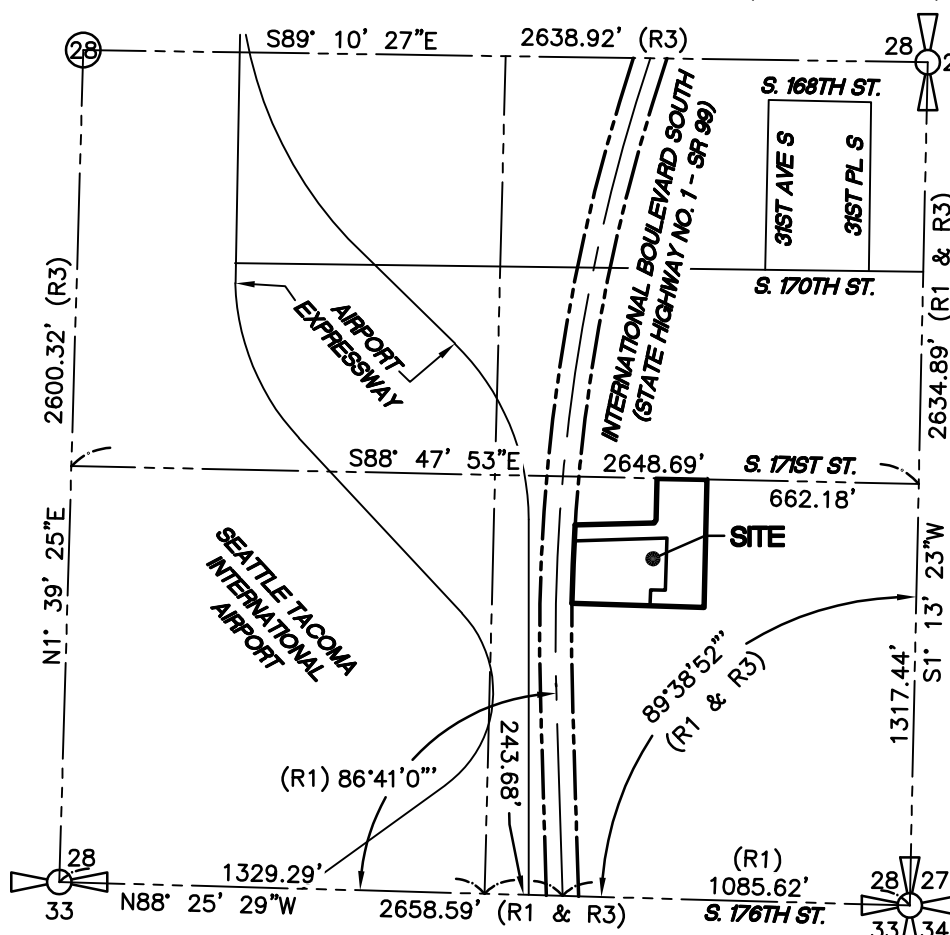 S89° 10' 27"E
2638.92' (R3)
28
28
2
S. 168TH ST.
31ST AVE S
31ST PL S
S. 170TH ST.
INTERNATIONAL BOULEVARD SOUTH
(STATE HIGHWAY NO. 1 - SR 99)
2600.32' (R3)
N1° 39' 25"E
2634.89' (R1 & R3)
S1° 13' 23"W
AIRPORT
EXPRESSWAY
S88° 47' 53"E
2648.69'
S. 171ST ST.
662.18'
SITE
SEATTLE TACOMA
INTERNATIONAL
AIRPORT
89°38'52"'
(R1 & R3)
1317.44'
243.68'
(R1) 86°41'0"'
28
33
1329.29'
N88° 25' 29"W
2658.59' (R1 & R3)
(R1)
1085.62'
S. 176TH ST.
28
27
33
34